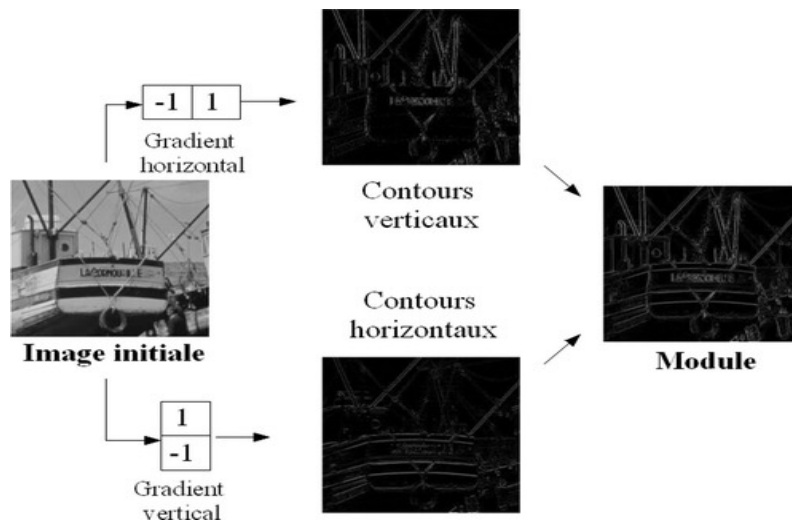 -1 1
Gradient
horizontal
Contours
verticaux
Image initiale
Contours
horizontaux
Module
1
-1
Gradient
vertical